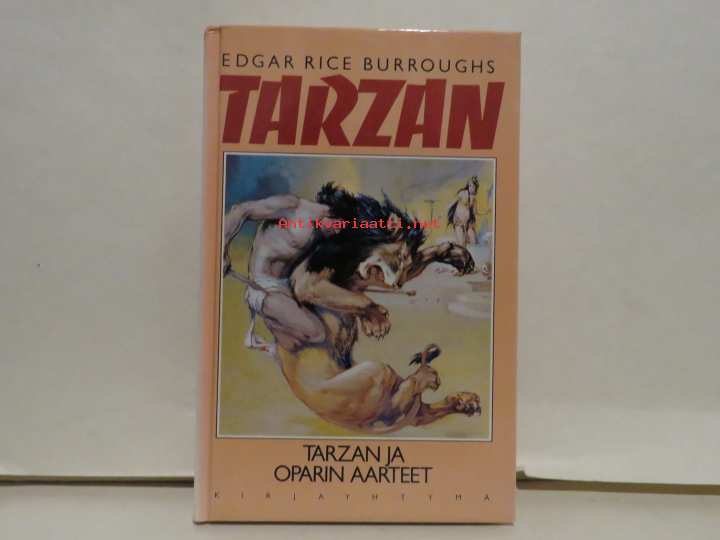 EDGAR RICE BURROUGHS
TARZAN
Antikvariaatti.net
TARZAN JA
OPARIN AARTEET
KIRJAYHTYMÄ